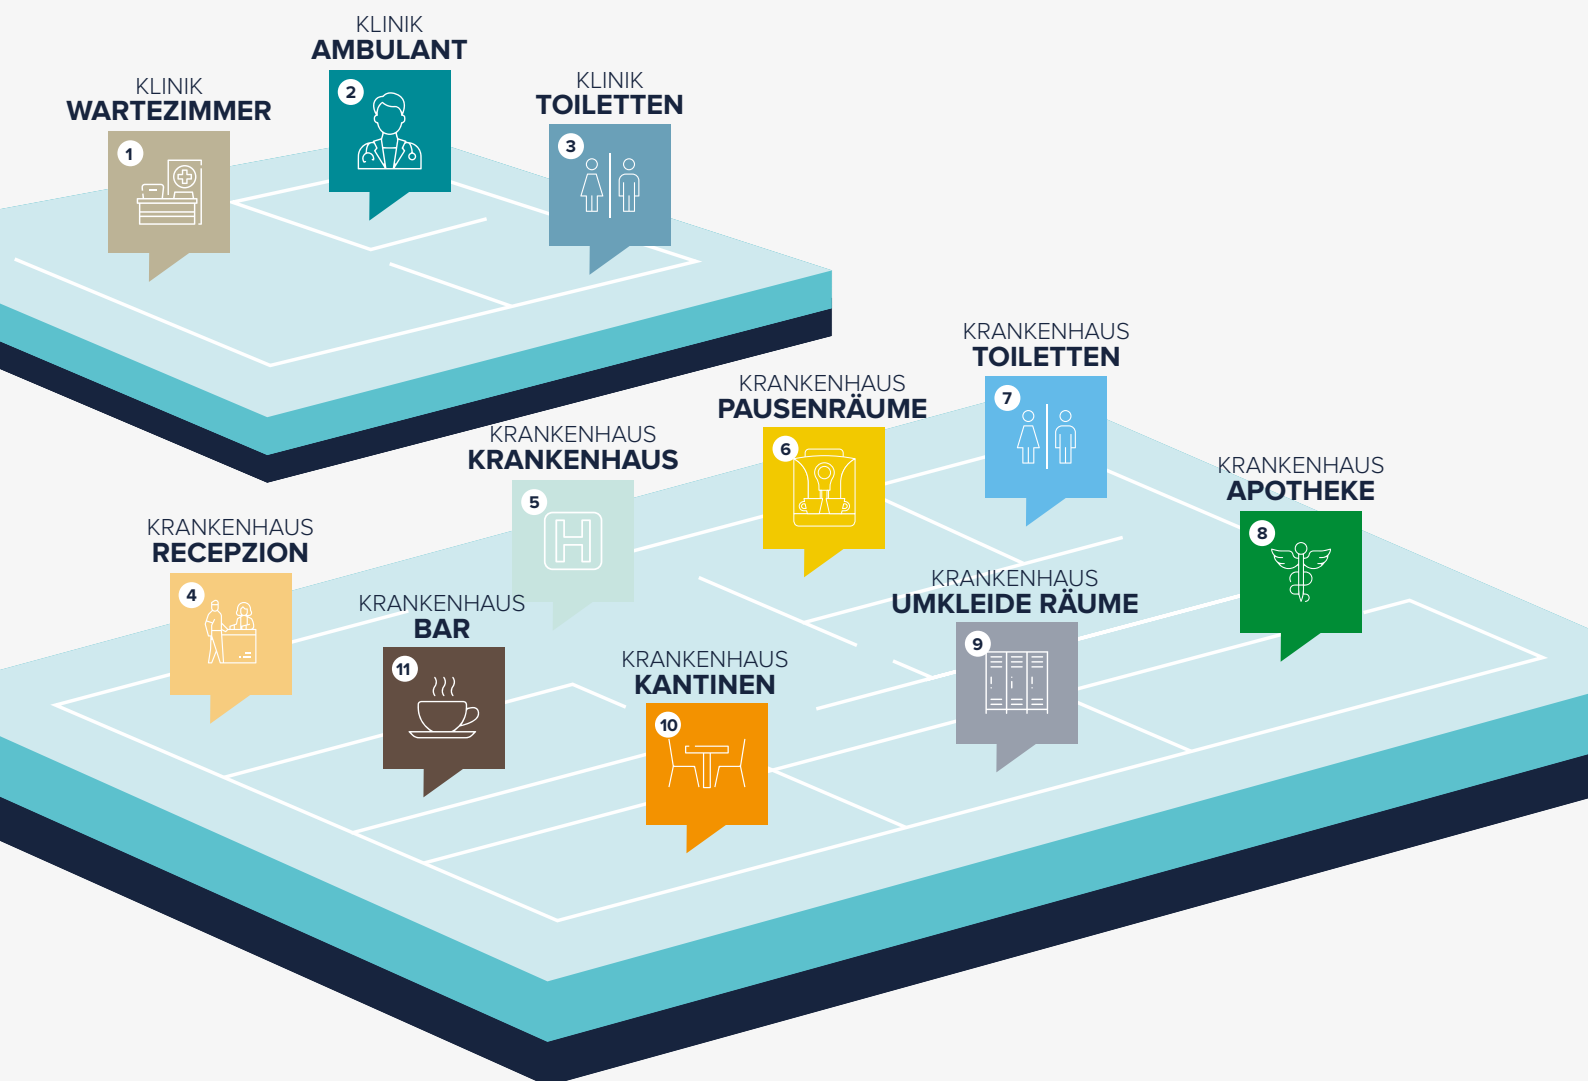 KLINIK
WARTEZIMMER
1
KLINIK
AMBULANT
2
KLINIK
TOILETTEN
3
KRANKENHAUS
RECEPZION
4
KRANKENHAUS
KRANKENHAUS
5
H
KRANKENHAUS
PAUSENRÄUME
6
KRANKENHAUS
TOILETTEN
7
KRANKENHAUS
APOTHEKE
8
KRANKENHAUS
UMKLEIDE RÄUME
9
KRANKENHAUS
KANTINEN
10
KRANKENHAUS
BAR
11